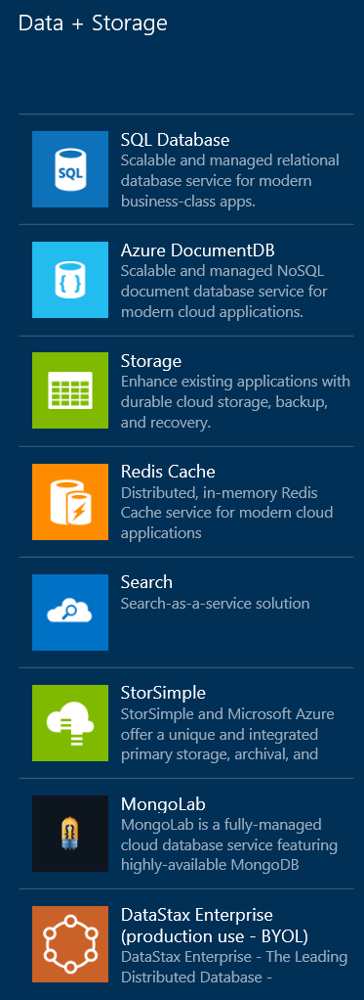 Data + Storage
SQL Database
Scalable and managed relational
database service for modern
business-class apps.
SQL
Azure DocumentDB
Scalable and managed NoSQL
document database service for
modern cloud applications.
{ }
Storage
Enhance existing applications with
durable cloud storage, backup,
and recovery.
Redis Cache
Distributed, in-memory Redis
Cache service for modern cloud
applications
Search
Search-as-a-service solution
StorSimple
StorSimple and Microsoft Azure
offer a unique and integrated
primary storage, archival, and
MongoLab
MongoLab is a fully-managed
cloud database service featuring
highly-available MongoDB
DataStax Enterprise
(production use - BYOL)
DataStax Enterprise - The Leading
Distributed Database -